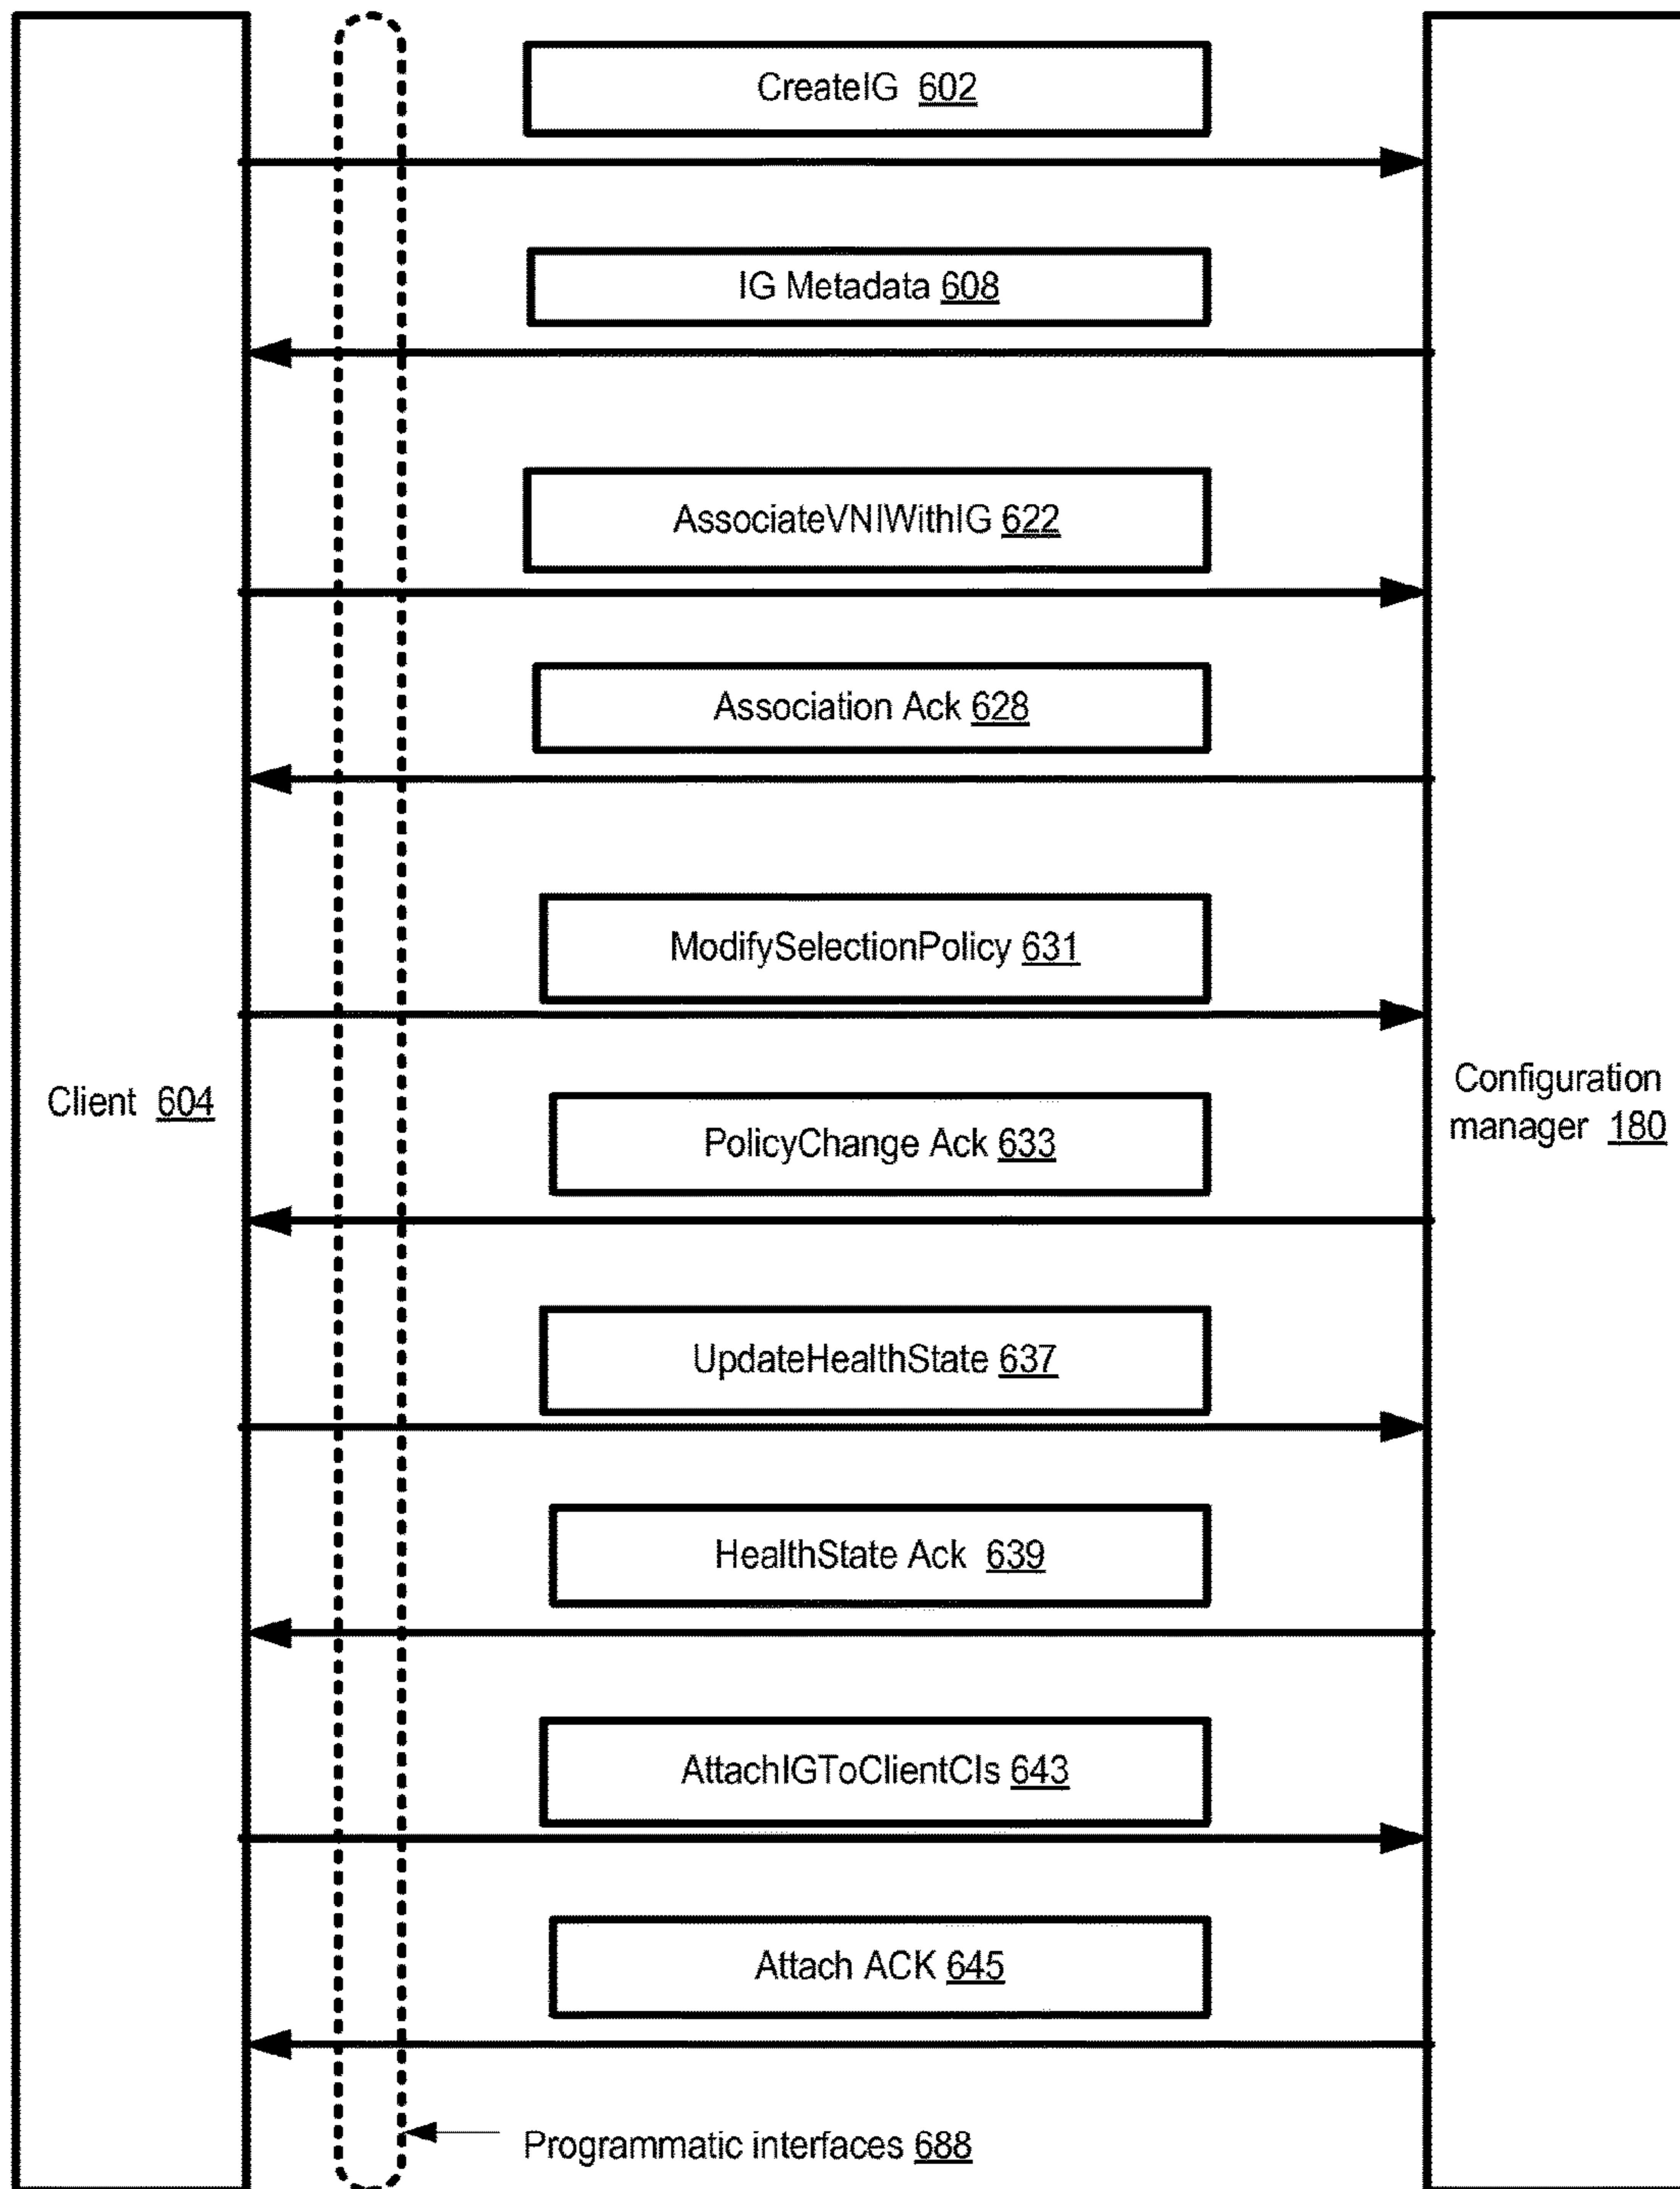 CreateIG 602
IG Metadata 608
AssociateVNIWithIG 622
Association Ack 628
ModifySelectionPolicy 631
Client 604
Configuration
manager 180
PolicyChange Ack 633
UpdateHealthState 637
HealthState Ack 639
AttachIGToClientCIs 643
Attach ACK 645
Programmatic interfaces 688